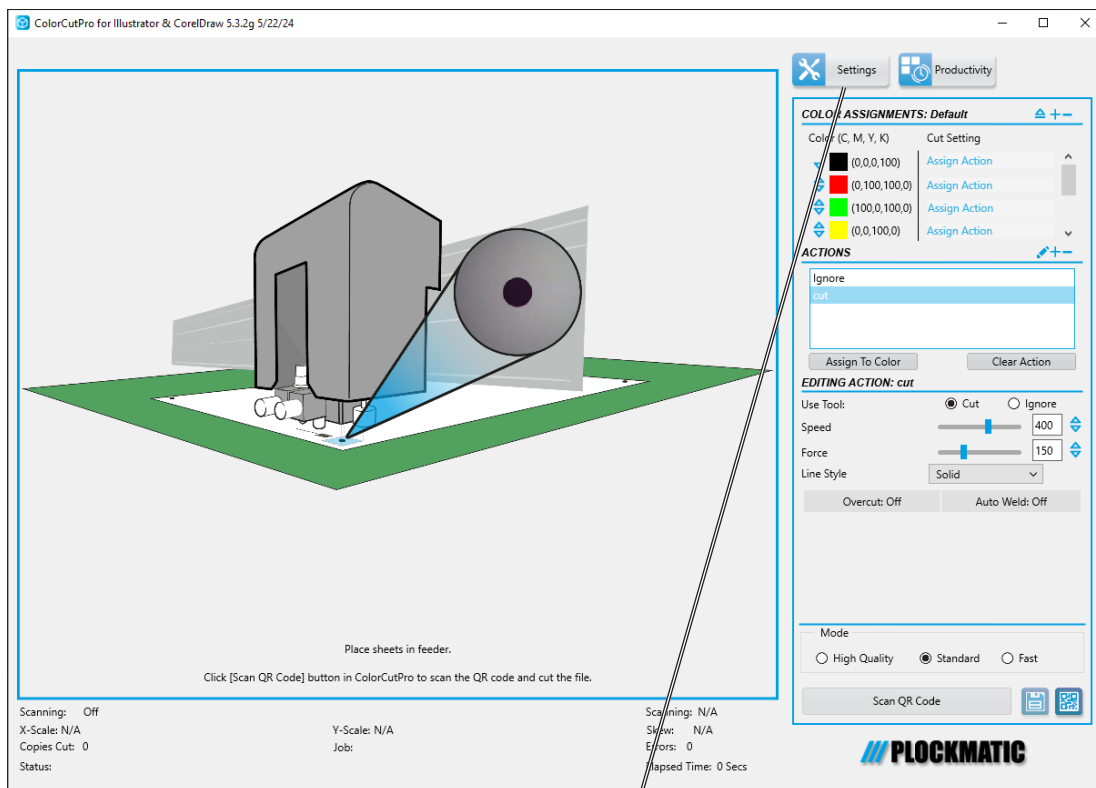 ColorCutPro for Illustrator & CorelDraw 5.3.2g 5/22/24
Settings
Productivity
COLOR ASSIGNMENTS: Default
Color (C, M, Y, K) Cut Setting
(0,0,0,100) Assign Action
(0,100,100,0) Assign Action
(100,0,100,0) Assign Action
(0,0,100,0) Assign Action
ACTIONS
Ignore
cut
Assign To Color Clear Action
EDITING ACTION: cut
Use Tool: Cut Ignore
Speed 400
Force 150
Line Style Solid
Overcut: Off Auto Weld: Off
Place sheets in feeder.
Click [Scan QR Code] button in ColorCutPro to scan the QR code and cut the file.
Mode
High Quality Standard Fast
Scan QR Code
Scanning: Off Scanning: N/A
X-Scale: N/A Y-Scale: N/A Skew: N/A
Copies Cut: 0 Job: Errors: 0
Status: Elapsed Time: 0 Secs
PLOCKMATIC